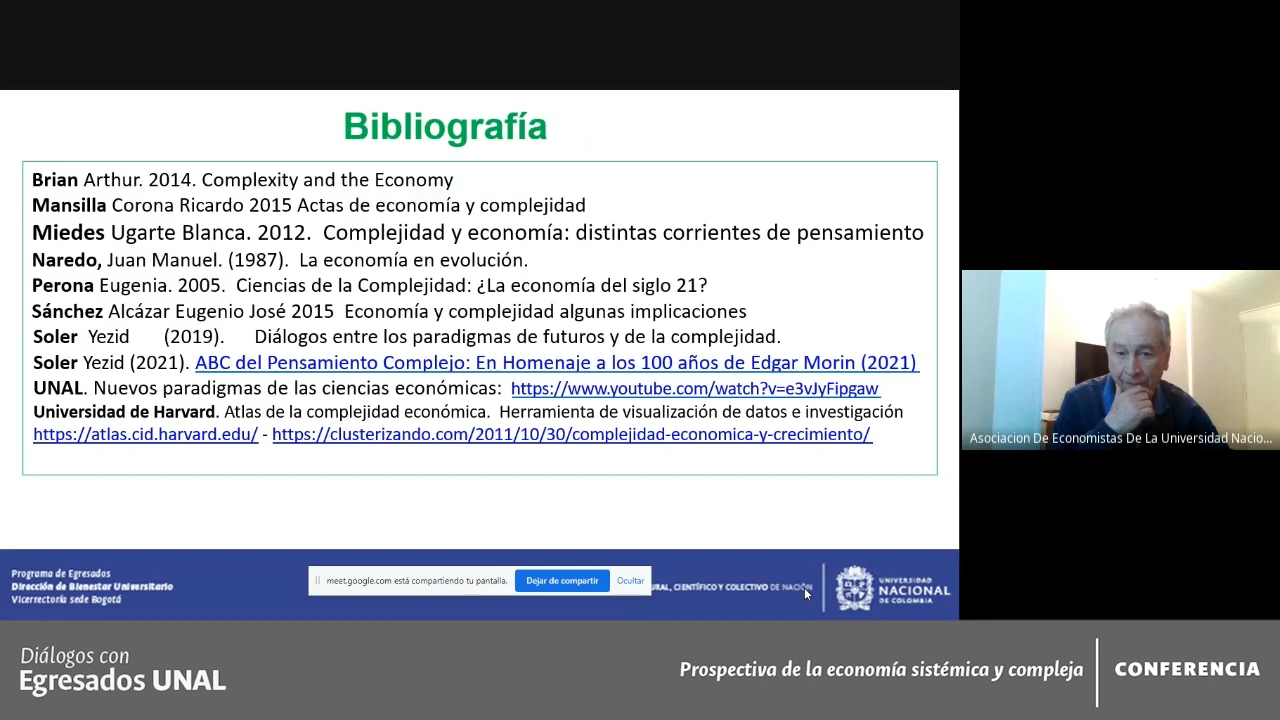 Bibliografía
Brian Arthur. 2014. Complexity and the Economy
Mansilla Corona Ricardo 2015 Actas de economía y complejidad
Miedes Ugarte Blanca. 2012. Complejidad y economía: distintas corrientes de pensamiento
Naredo, Juan Manuel. (1987). La economía en evolución.
Perona Eugenia. 2005. Ciencias de la Complejidad: ¿La economía del siglo 21?
Sánchez Alcázar Eugenio José 2015 Economía y complejidad algunas implicaciones
Soler Yezid (2019). Diálogos entre los paradigmas de futuros y de la complejidad.
Soler Yezid (2021). ABC del Pensamiento Complejo: En Homenaje a los 100 años de Edgar Morin (2021)
UNAL. Nuevos paradigmas de las ciencias económicas: https://www.youtube.com/watch?v=e3vJyFipgaw
Universidad de Harvard. Atlas de la complejidad económica. Herramienta de visualización de datos e investigación
https://atlas.cid.harvard.edu/ - https://clusterizando.com/2011/10/30/complejidad-economica-y-crecimiento/
Asociacion De Economistas De La Universidad Nacio...
Programa de Egresados
Dirección de Bienestar Universitario
Vicerrectoría sede Bogotá
meet.google.com está compartiendo tu pantalla.
Dejar de compartir
Ocultar
URAL, CIENTÍFICO Y COLECTIVO DE NACIÓN
UNIVERSIDAD
NACIONAL
DE COLOMBIA
Diálogos con
Egresados UNAL
Prospectiva de la economía sistémica y compleja
CONFERENCIA